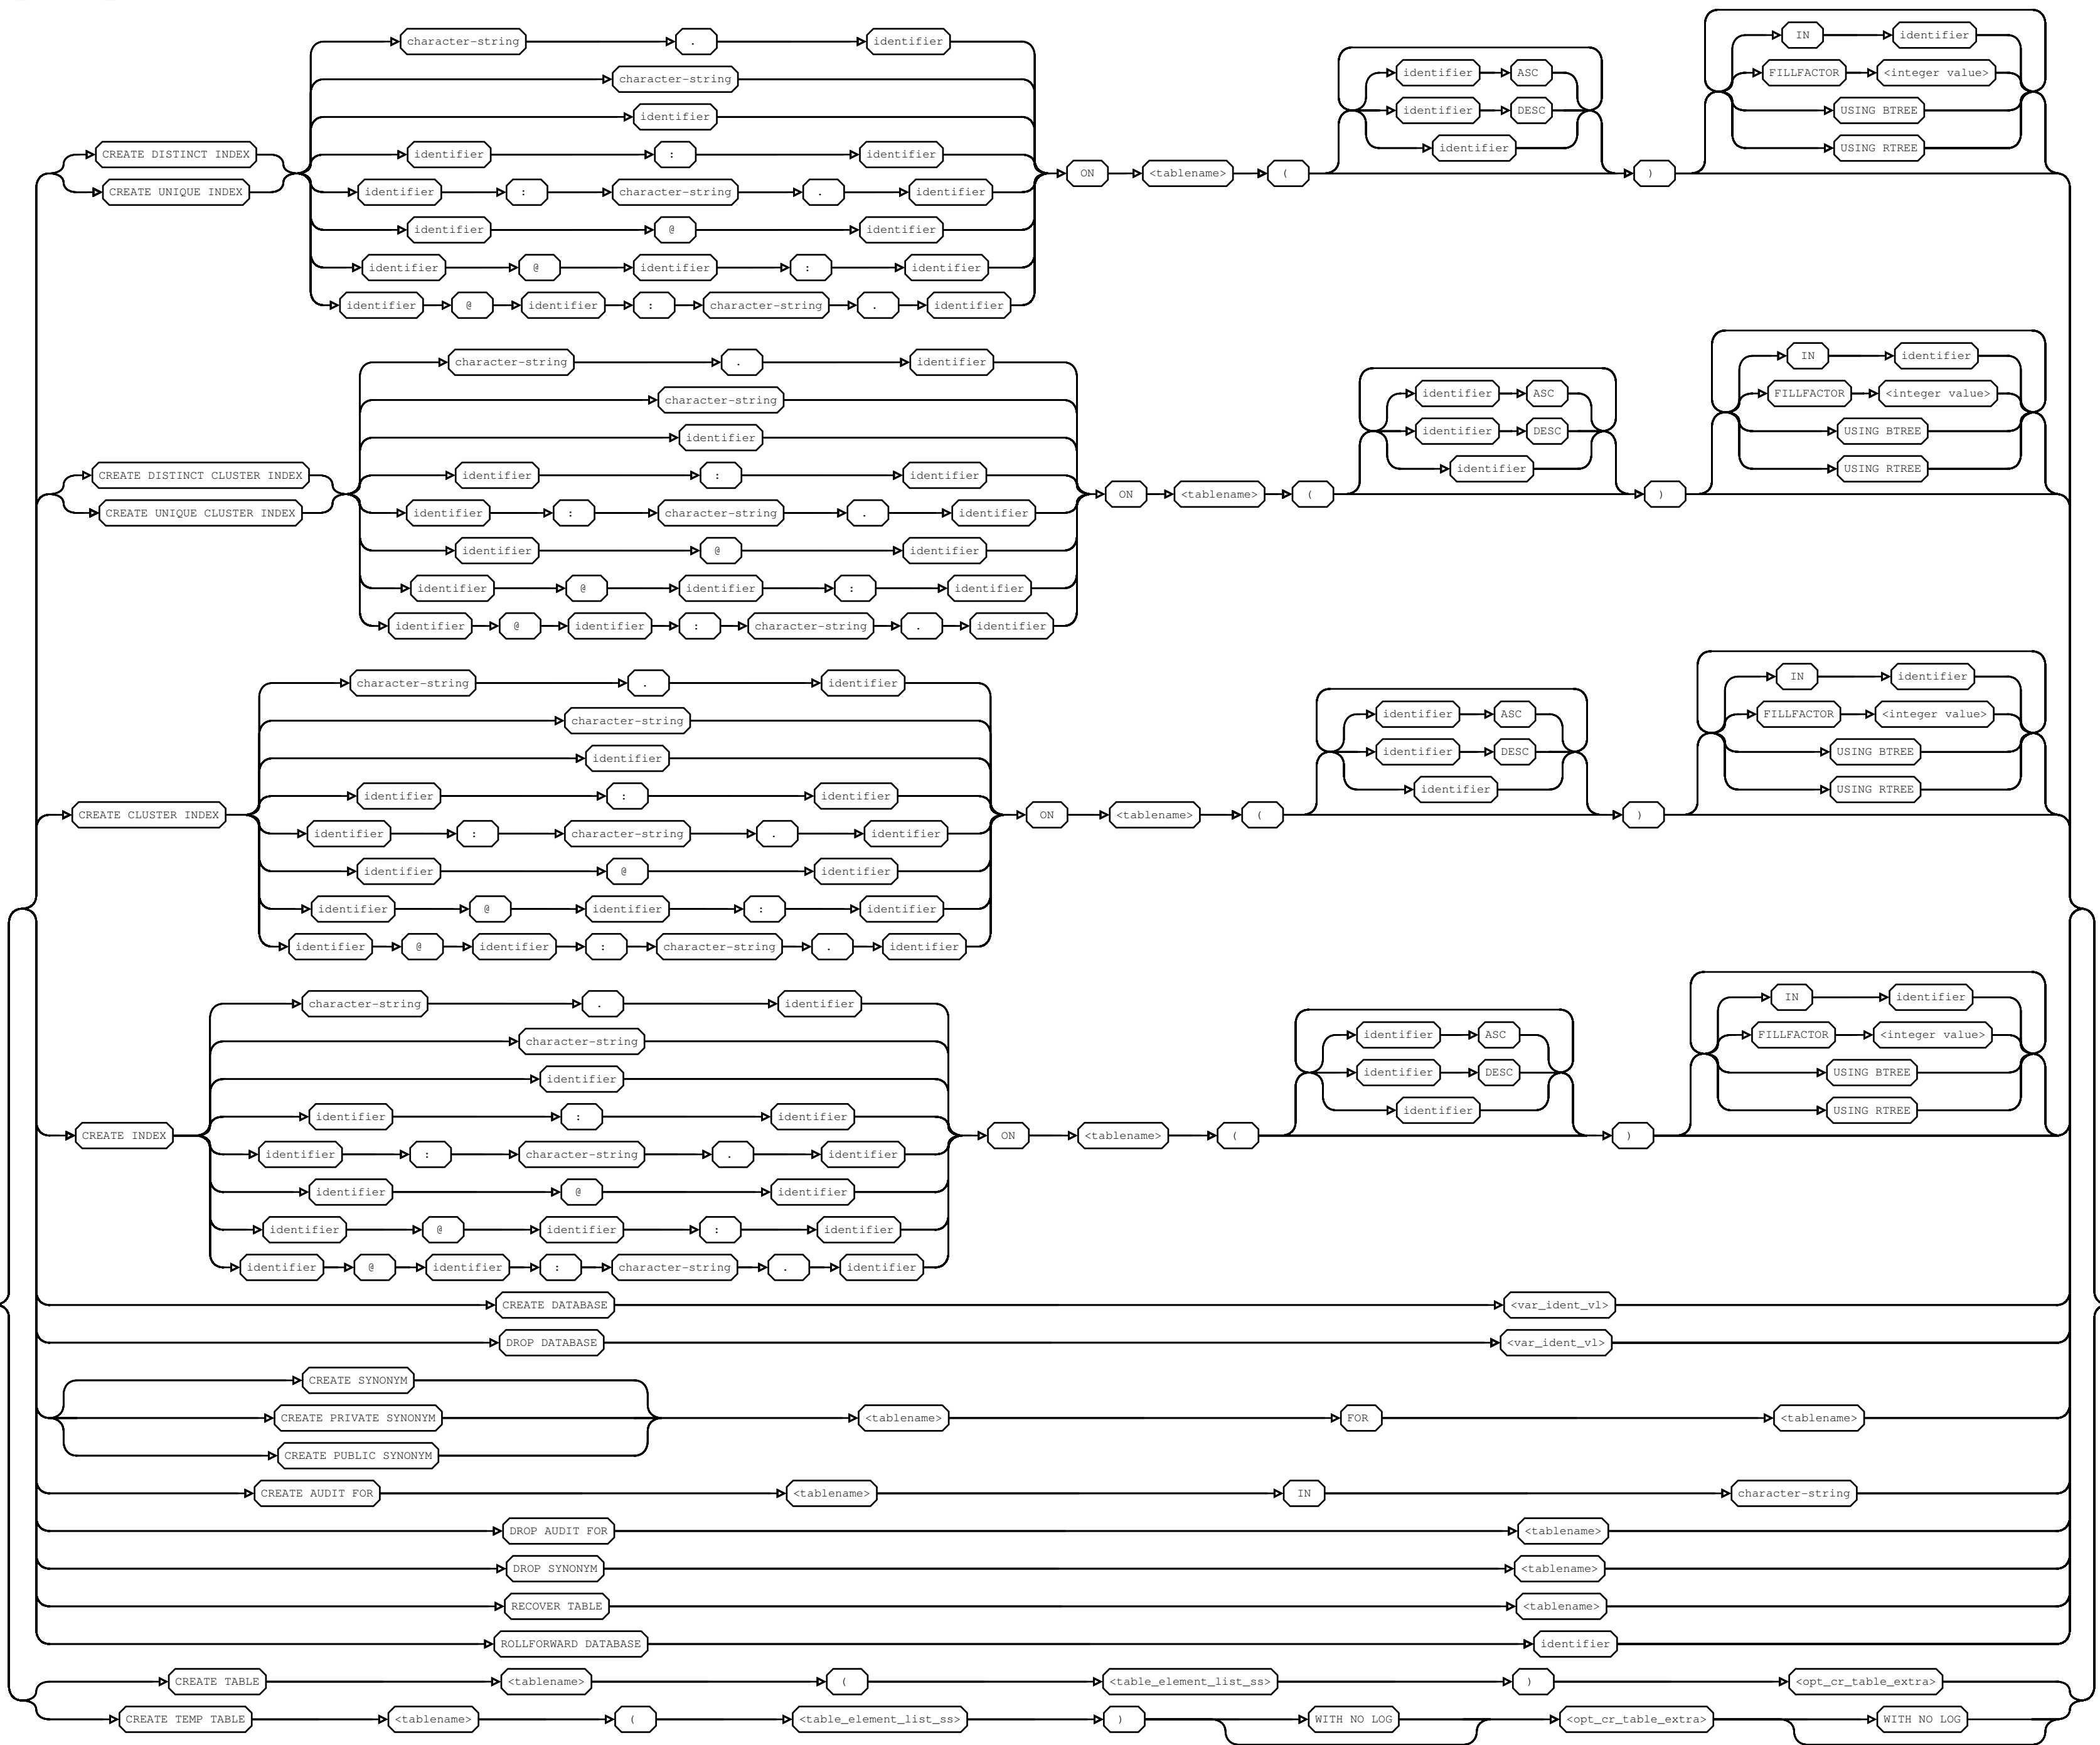 character-string . identifier
character-string
identifier
identifier : identifier
identifier : character-string . identifier
identifier @ identifier
identifier @ identifier : identifier
identifier @ identifier : character-string . identifier
CREATE DISTINCT INDEX
CREATE UNIQUE INDEX
ON <tablename> (
identifier ASC
identifier DESC
identifier
)
IN identifier
FILLFACTOR <integer value>
USING BTREE
USING RTREE
character-string . identifier
character-string
identifier
identifier : identifier
identifier : character-string . identifier
identifier @ identifier
identifier @ identifier : identifier
identifier @ identifier : character-string . identifier
CREATE DISTINCT CLUSTER INDEX
CREATE UNIQUE CLUSTER INDEX
ON <tablename> (
identifier ASC
identifier DESC
identifier
)
IN identifier
FILLFACTOR <integer value>
USING BTREE
USING RTREE
character-string . identifier
character-string
identifier
identifier : identifier
identifier : character-string . identifier
identifier @ identifier
identifier @ identifier : identifier
identifier @ identifier : character-string . identifier
CREATE CLUSTER INDEX
ON <tablename> (
identifier ASC
identifier DESC
identifier
)
IN identifier
FILLFACTOR <integer value>
USING BTREE
USING RTREE
character-string . identifier
character-string
identifier
identifier : identifier
identifier : character-string . identifier
identifier @ identifier
identifier @ identifier : identifier
identifier @ identifier : character-string . identifier
CREATE INDEX
ON <tablename> (
identifier ASC
identifier DESC
identifier
)
IN identifier
FILLFACTOR <integer value>
USING BTREE
USING RTREE
CREATE DATABASE <var_ident_vl>
DROP DATABASE <var_ident_vl>
CREATE SYNONYM
CREATE PRIVATE SYNONYM <tablename> FOR <tablename>
CREATE PUBLIC SYNONYM
CREATE AUDIT FOR <tablename> IN character-string
DROP AUDIT FOR <tablename>
DROP SYNONYM <tablename>
RECOVER TABLE <tablename>
ROLLFORWARD DATABASE identifier
CREATE TABLE <tablename> ( <table_element_list_ss> ) <opt_cr_table_extra>
CREATE TEMP TABLE <tablename> ( <table_element_list_ss> ) WITH NO LOG <opt_cr_table_extra> WITH NO LOG